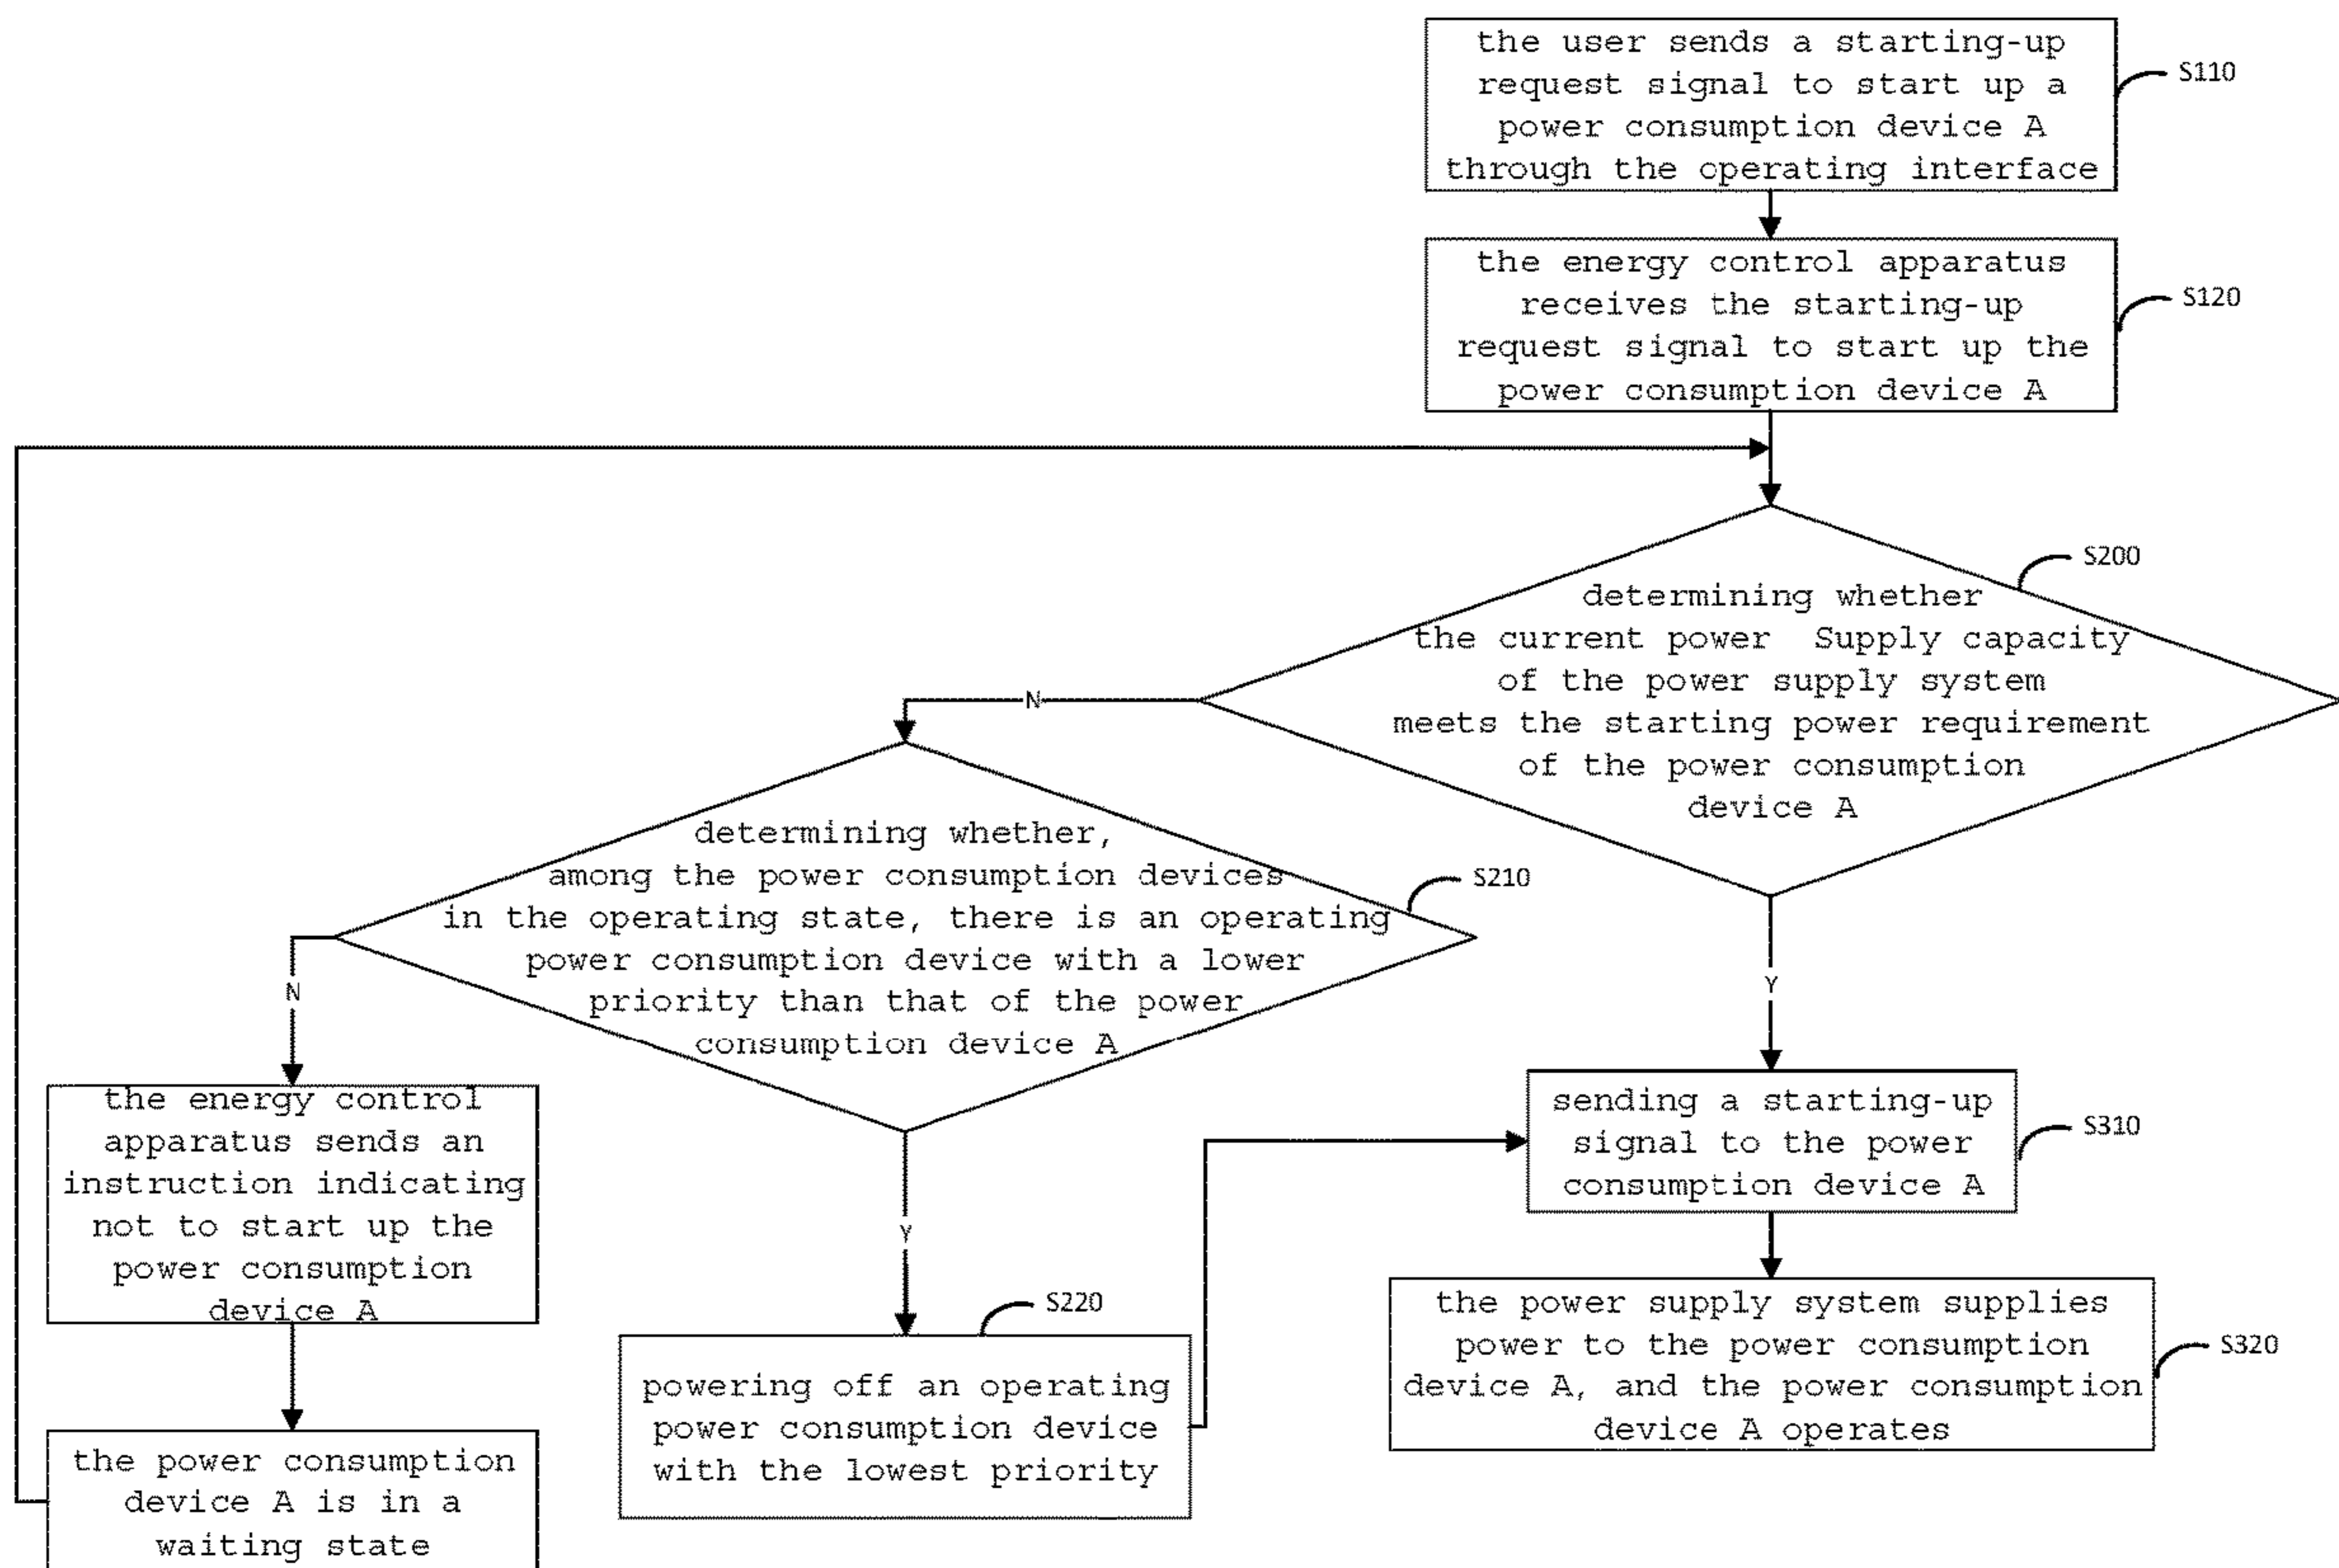 the user sends a starting-up
request signal to start up a
power consumption device A
through the operating interface
S110
the energy control apparatus
receives the starting-up
request signal to start up the
power consumption device A
S120
S200
determining whether
the current power Supply capacity
of the power supply system
meets the starting power requirement
of the power consumption
device A
N
Y
determining whether,
among the power consumption devices
in the operating state, there is an operating
power consumption device with a lower
priority than that of the power
consumption device A
S210
N
Y
the energy control
apparatus sends an
instruction indicating
not to start up the
power consumption
device A
the power consumption
device A is in a
waiting state
S220
powering off an operating
power consumption device
with the lowest priority
sending a starting-up
signal to the power
consumption device A
S310
the power supply system supplies
power to the power consumption
device A, and the power consumption
device A operates
S320